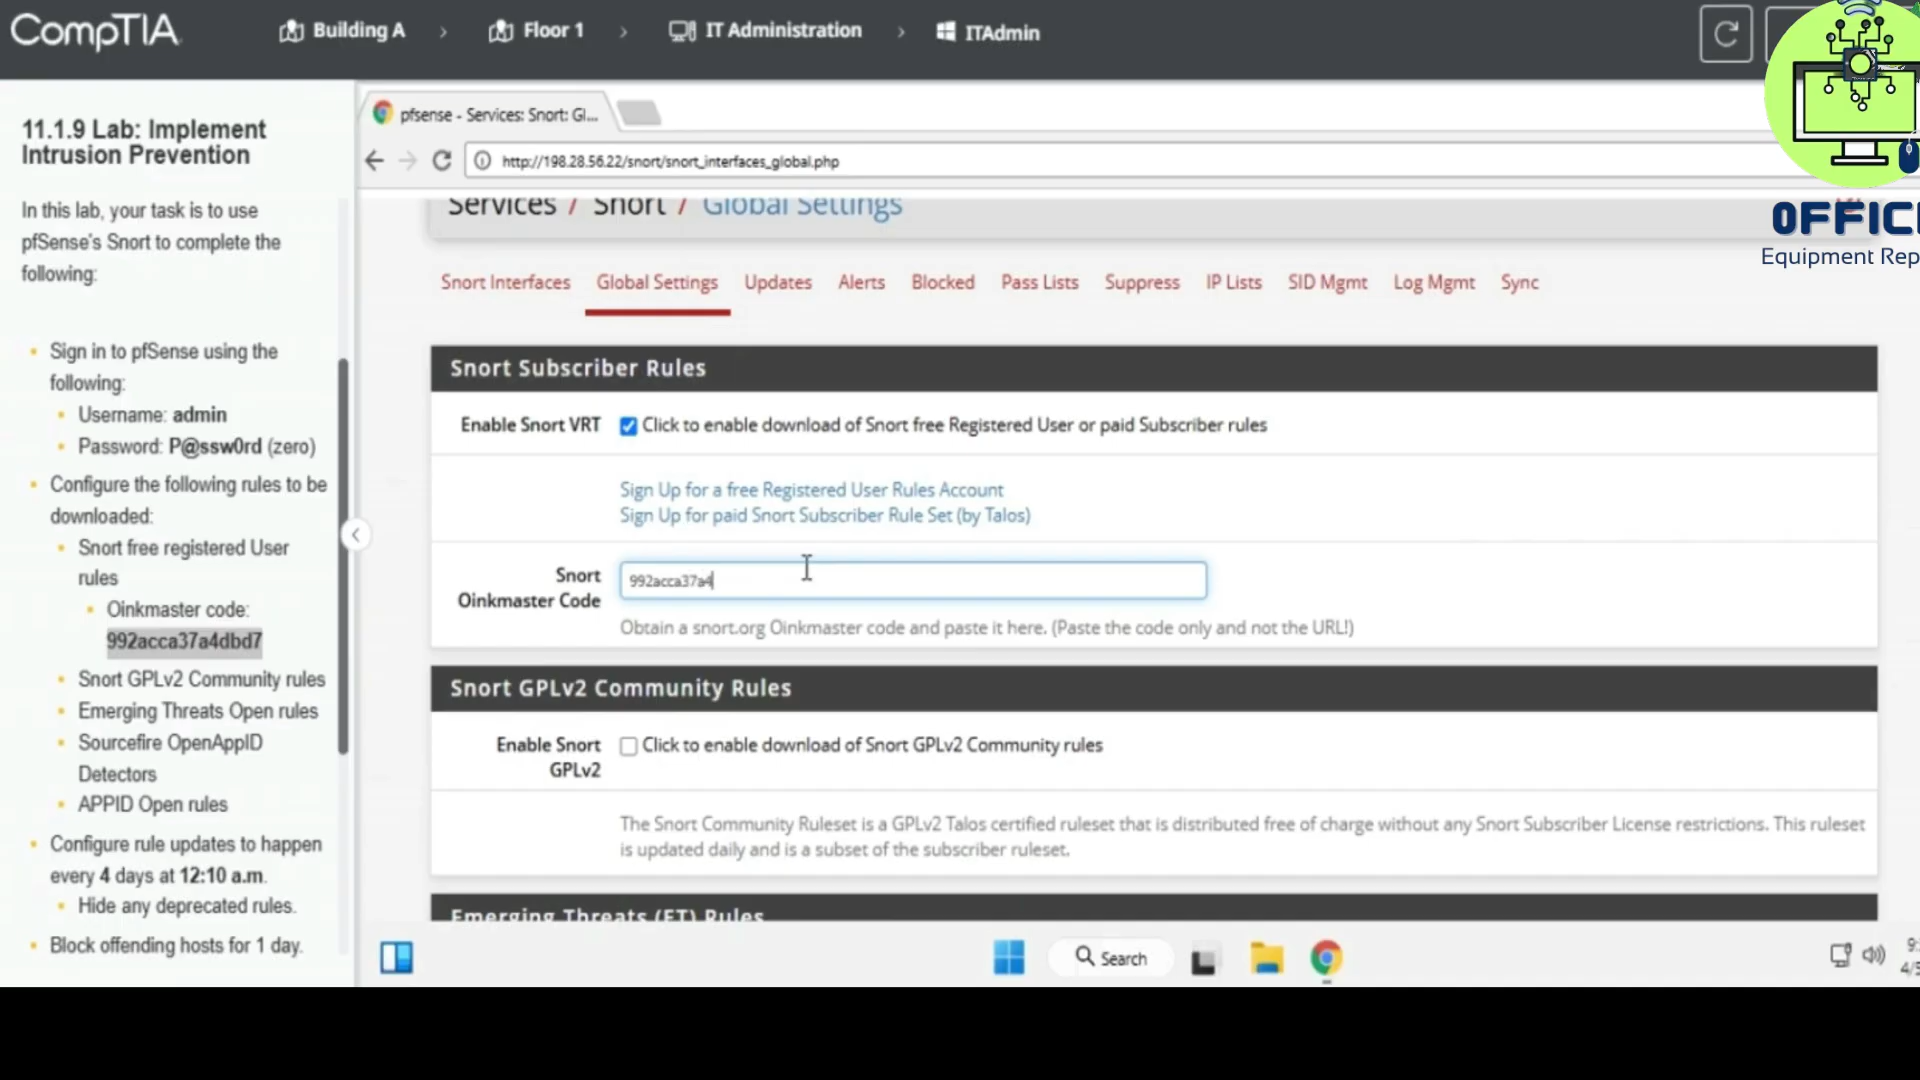 CompTIA
Building A > Floor 1 > IT Administration > ITAdmin
11.1.9 Lab: Implement
Intrusion Prevention
In this lab, your task is to use
pfSense's Snort to complete the
following:
Sign in to pfSense using the
following:
Username: admin
Password: P@ssw0rd (zero)
Configure the following rules to be
downloaded:
Snort free registered User
rules
Oinkmaster code:
992acca37a4dbd7
Snort GPLv2 Community rules
Emerging Threats Open rules
Sourcefire OpenAppID
Detectors
APPID Open rules
Configure rule updates to happen
every 4 days at 12:10 a.m.
Hide any deprecated rules.
Block offending hosts for 1 day.
pfsense - Services: Snort: Gl...
http://198.28.56.22/snort/snort_interfaces_global.php
Services / Snort / Global Settings
Snort Interfaces Global Settings Updates Alerts Blocked Pass Lists Suppress IP Lists SID Mgmt Log Mgmt Sync
Snort Subscriber Rules
Enable Snort VRT Click to enable download of Snort free Registered User or paid Subscriber rules
Sign Up for a free Registered User Rules Account
Sign Up for paid Snort Subscriber Rule Set (by Talos)
Snort
Oinkmaster Code
992acca37a4
Obtain a snort.org Oinkmaster code and paste it here. (Paste the code only and not the URL!)
Snort GPLv2 Community Rules
Enable Snort
GPLv2
Click to enable download of Snort GPLv2 Community rules
The Snort Community Ruleset is a GPLv2 Talos certified ruleset that is distributed free of charge without any Snort Subscriber License restrictions. This ruleset
is updated daily and is a subset of the subscriber ruleset.
Emerging Threats (ET) Rules
Search
OFFIC
Equipment Rep